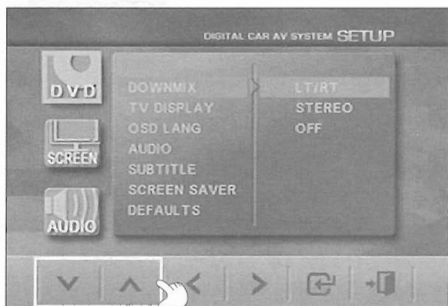 DIGITAL CAR AV SYSTEM SETUP
DVD
DOWNMIX
LT/RT
TV DISPLAY
STEREO
OSD LANG
OFF
SCREEN
AUDIO
SUBTITLE
SCREEN SAVER
DEFAULTS
AUDIO